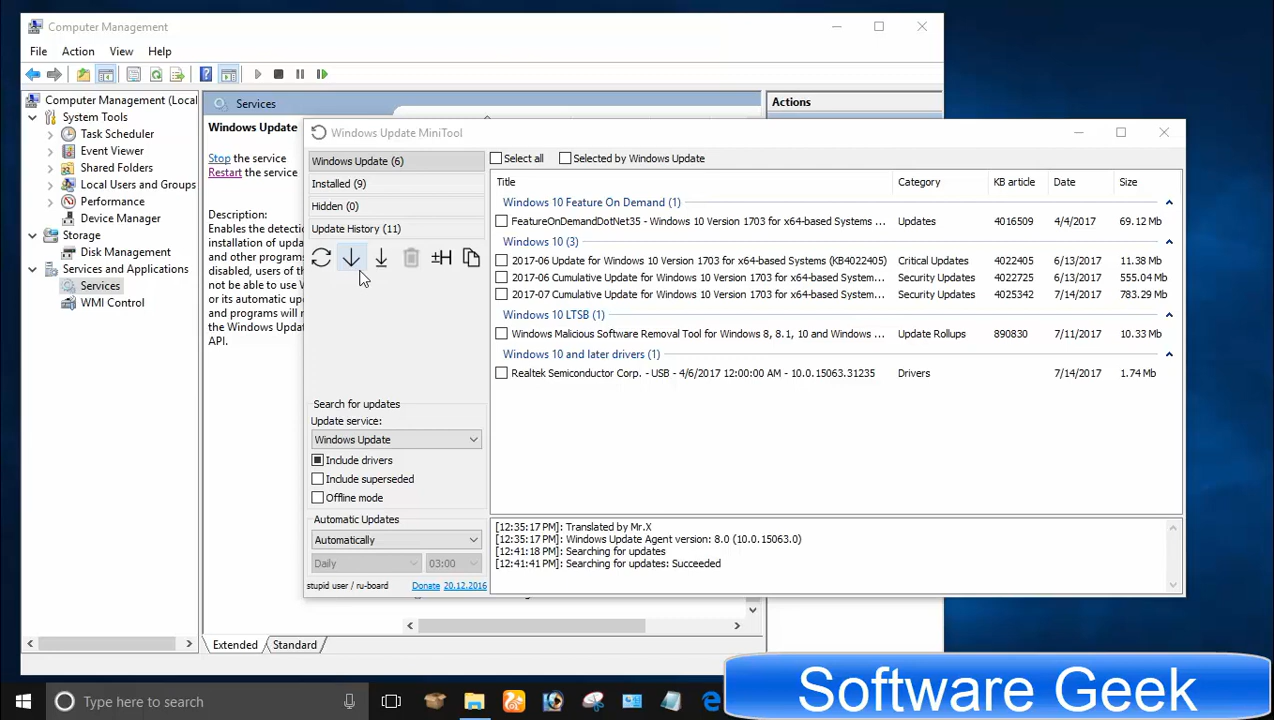 Computer Management
File Action View Help
Computer Management (Local
System Tools
Task Scheduler
Event Viewer
Shared Folders
Local Users and Groups
Performance
Device Manager
Storage
Disk Management
Services and Applications
Services
WMI Control
Services
Windows Update
Stop the service
Restart the service
Description:
Enables the detecti
installation of upda
and other programs
disabled, users of th
not be able to use W
or its automatic up
and programs will n
the Windows Updat
API.
Extended Standard
Actions
Windows Update MiniTool
Windows Update (6)
Installed (9)
Hidden (0)
Update History (11)
±H
Search for updates
Update service:
Windows Update
Include drivers
Include superseded
Offline mode
Automatic Updates
Automatically
Daily 03:00
stupid user / ru-board Donate 20.12.2016
Select all Selected by Windows Update
Title Category KB article Date Size
Windows 10 Feature On Demand (1)
FeatureOnDemandDotNet35 - Windows 10 Version 1703 for x64-based Systems ... Updates 4016509 4/4/2017 69.12 Mb
Windows 10 (3)
2017-06 Update for Windows 10 Version 1703 for x64-based Systems (KB4022405) Critical Updates 4022405 6/13/2017 11.38 Mb
2017-06 Cumulative Update for Windows 10 Version 1703 for x64-based System... Security Updates 4022725 6/13/2017 555.04 Mb
2017-07 Cumulative Update for Windows 10 Version 1703 for x64-based System... Security Updates 4025342 7/14/2017 783.29 Mb
Windows 10 LTSB (1)
Windows Malicious Software Removal Tool for Windows 8, 8.1, 10 and Windows ... Update Rollups 890830 7/11/2017 10.33 Mb
Windows 10 and later drivers (1)
Realtek Semiconductor Corp. - USB - 4/6/2017 12:00:00 AM - 10.0.15063.31235 Drivers 7/14/2017 1.74 Mb
[12:35:17 PM]: Translated by Mr.X
[12:35:17 PM]: Windows Update Agent version: 8.0 (10.0.15063.0)
[12:41:18 PM]: Searching for updates
[12:41:41 PM]: Searching for updates: Succeeded
Type here to search
Software Geek